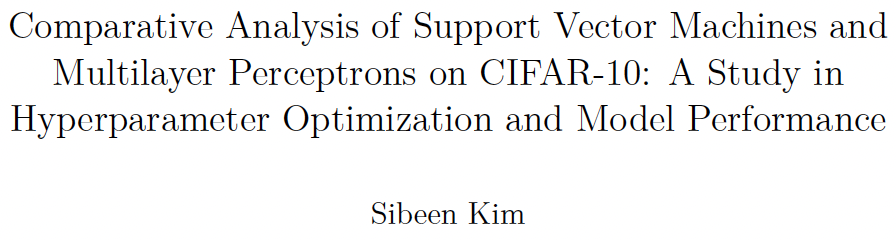 Comparative Analysis of Support Vector Machines and
Multilayer Perceptrons on CIFAR-10: A Study in
Hyperparameter Optimization and Model Performance
Sibeen Kim